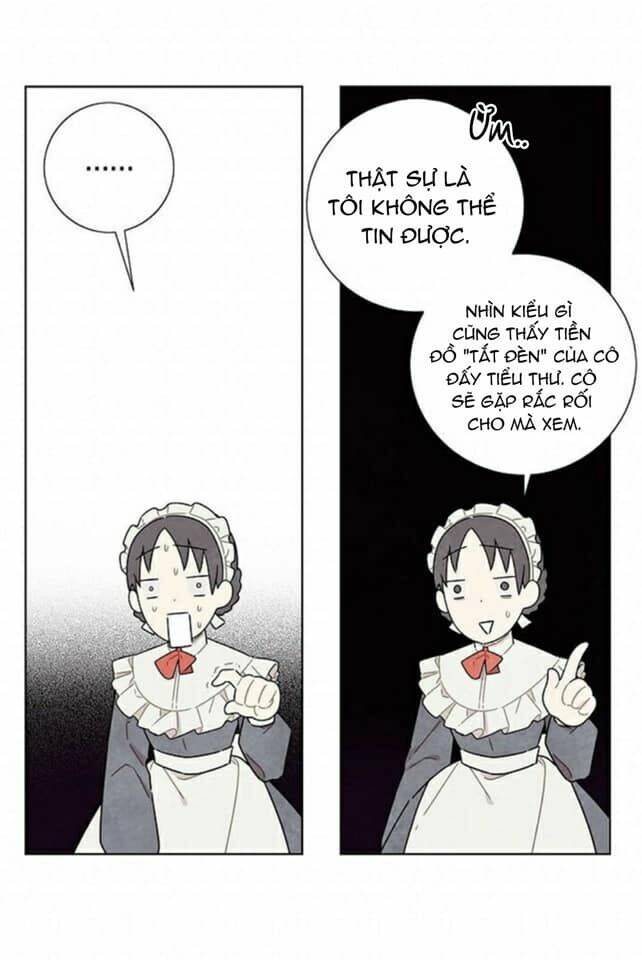 ......
Ừm..
THẬT SỰ LÀ
TÔI KHÔNG THỂ
TIN ĐƯỢC.
NHÌN KIỂU GÌ
CŨNG THẤY TIỀN
ĐỒ "TẮT ĐÈN" CỦA CÔ
ĐẤY TIỂU THƯ. CÔ
SẼ GẶP RẮC RỐI
CHO MÀ XEM.